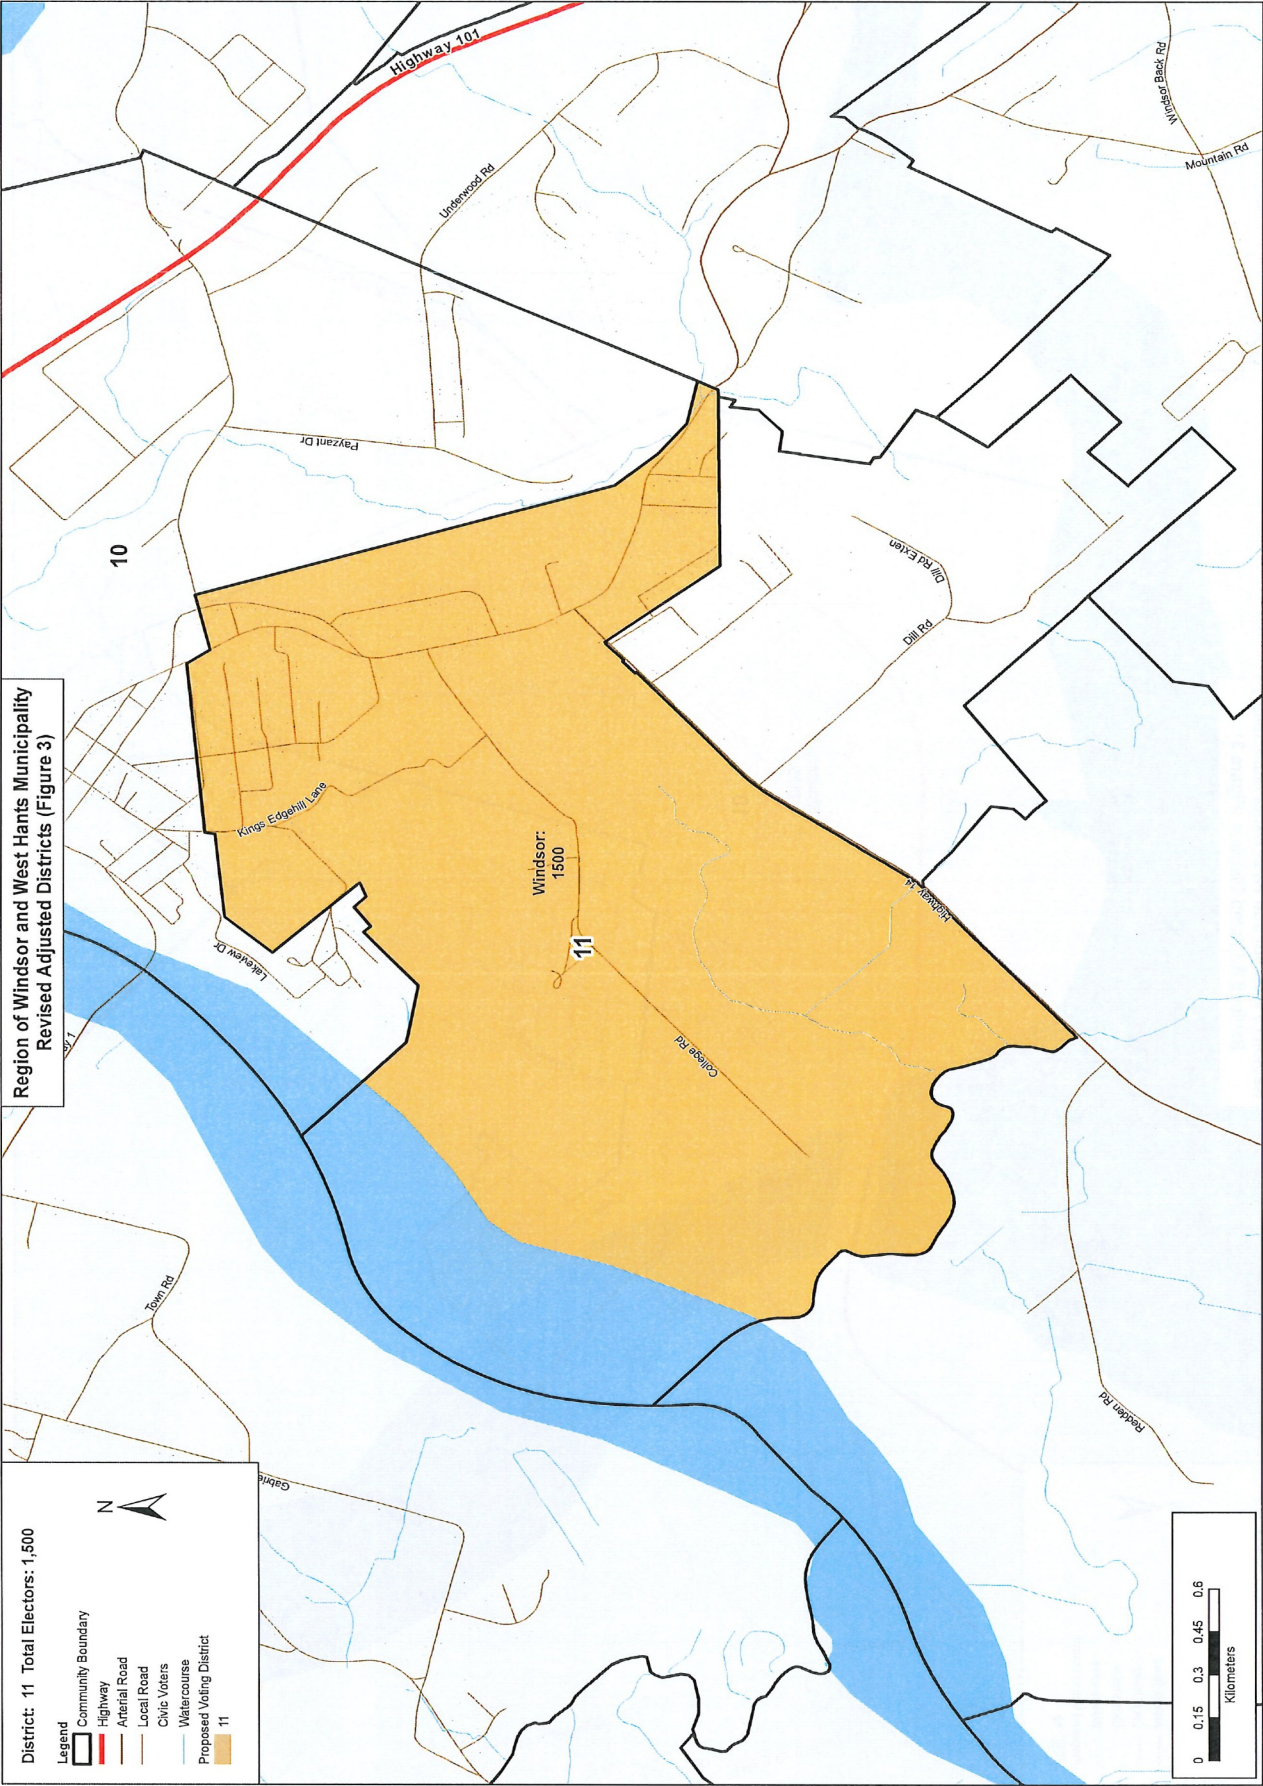 Region of Windsor and West Hants Municipality
Revised Adjusted Districts (Figure 3)
District: 11 Total Electors: 1,500
Legend
Community Boundary
Highway
Arterial Road
Local Road
Civic Voters
Watercourse
Proposed Voting District
11
N
Highway 101
Underwood Rd
Windsor Back Rd
Mountain Rd
Payzant Dr
10
Dill Rd Exten
Dill Rd
Kings Edgehill Lane
Windsor:
1500
11
Lakeview Dr
College Rd
Highway 14
Town Rd
Redden Rd
0 0.15 0.3 0.45 0.6
Kilometers